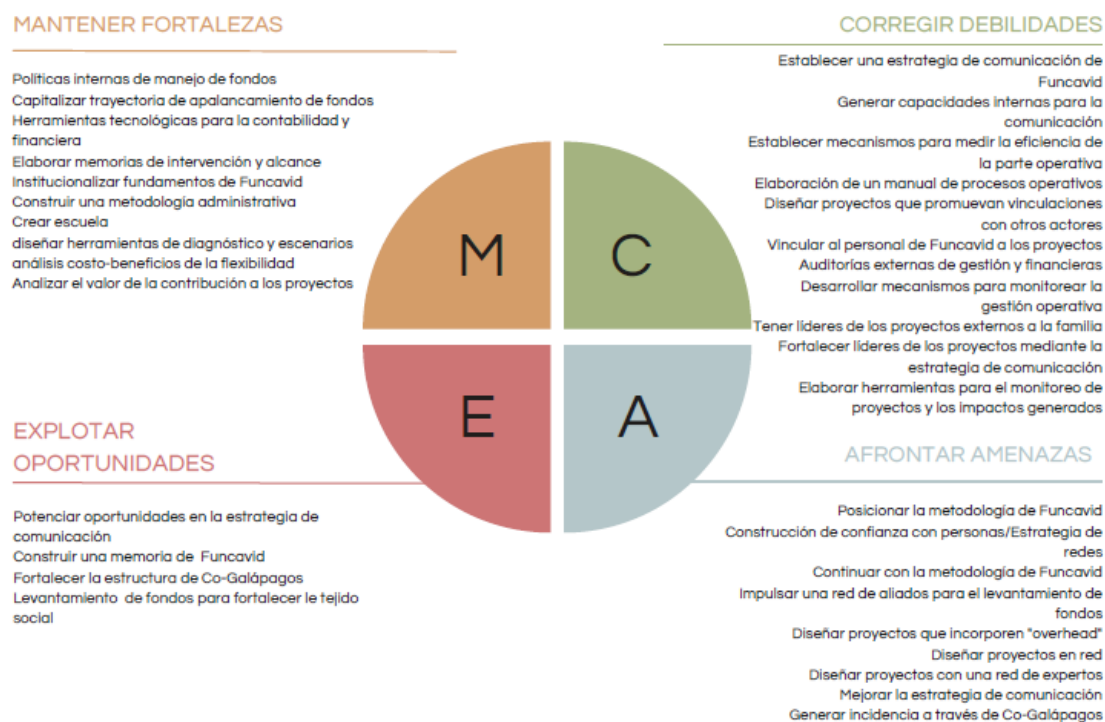 MANTENER FORTALEZAS
Políticas internas de manejo de fondos
Capitalizar trayectoria de apalancamiento de fondos
Herramientas tecnológicas para la contabilidad y
financiera
Elaborar memorias de intervención y alcance
Institucionalizar fundamentos de Funcavid
Construir una metodología administrativa
Crear escuela
diseñar herramientas de diagnóstico y escenarios
análisis costo-beneficios de la flexibilidad
Analizar el valor de la contribución a los proyectos
CORREGIR DEBILIDADES
Establecer una estrategia de comunicación de
Funcavid
Generar capacidades internas para la
comunicación
Establecer mecanismos para medir la eficiencia de
la parte operativa
Elaboración de un manual de procesos operativos
Diseñar proyectos que promuevan vinculaciones
con otros actores
Vincular al personal de Funcavid a los proyectos
Auditorías externas de gestión y financieras
Desarrollar mecanismos para monitorear la
gestión operativa
Tener líderes de los proyectos externos a la familia
Fortalecer líderes de los proyectos mediante la
estrategia de comunicación
Elaborar herramientas para el monitoreo de
proyectos y los impactos generados
M
C
E
A
EXPLOTAR
OPORTUNIDADES
Potenciar oportunidades en la estrategia de
comunicación
Construir una memoria de Funcavid
Fortalecer la estructura de Co-Galápagos
Levantamiento de fondos para fortalecer le tejido
social
AFRONTAR AMENAZAS
Posicionar la metodología de Funcavid
Construcción de confianza con personas/Estrategia de
redes
Continuar con la metodología de Funcavid
Impulsar una red de aliados para el levantamiento de
fondos
Diseñar proyectos que incorporen "overhead"
Diseñar proyectos en red
Diseñar proyectos con una red de expertos
Mejorar la estrategia de comunicación
Generar incidencia a través de Co-Galápagos